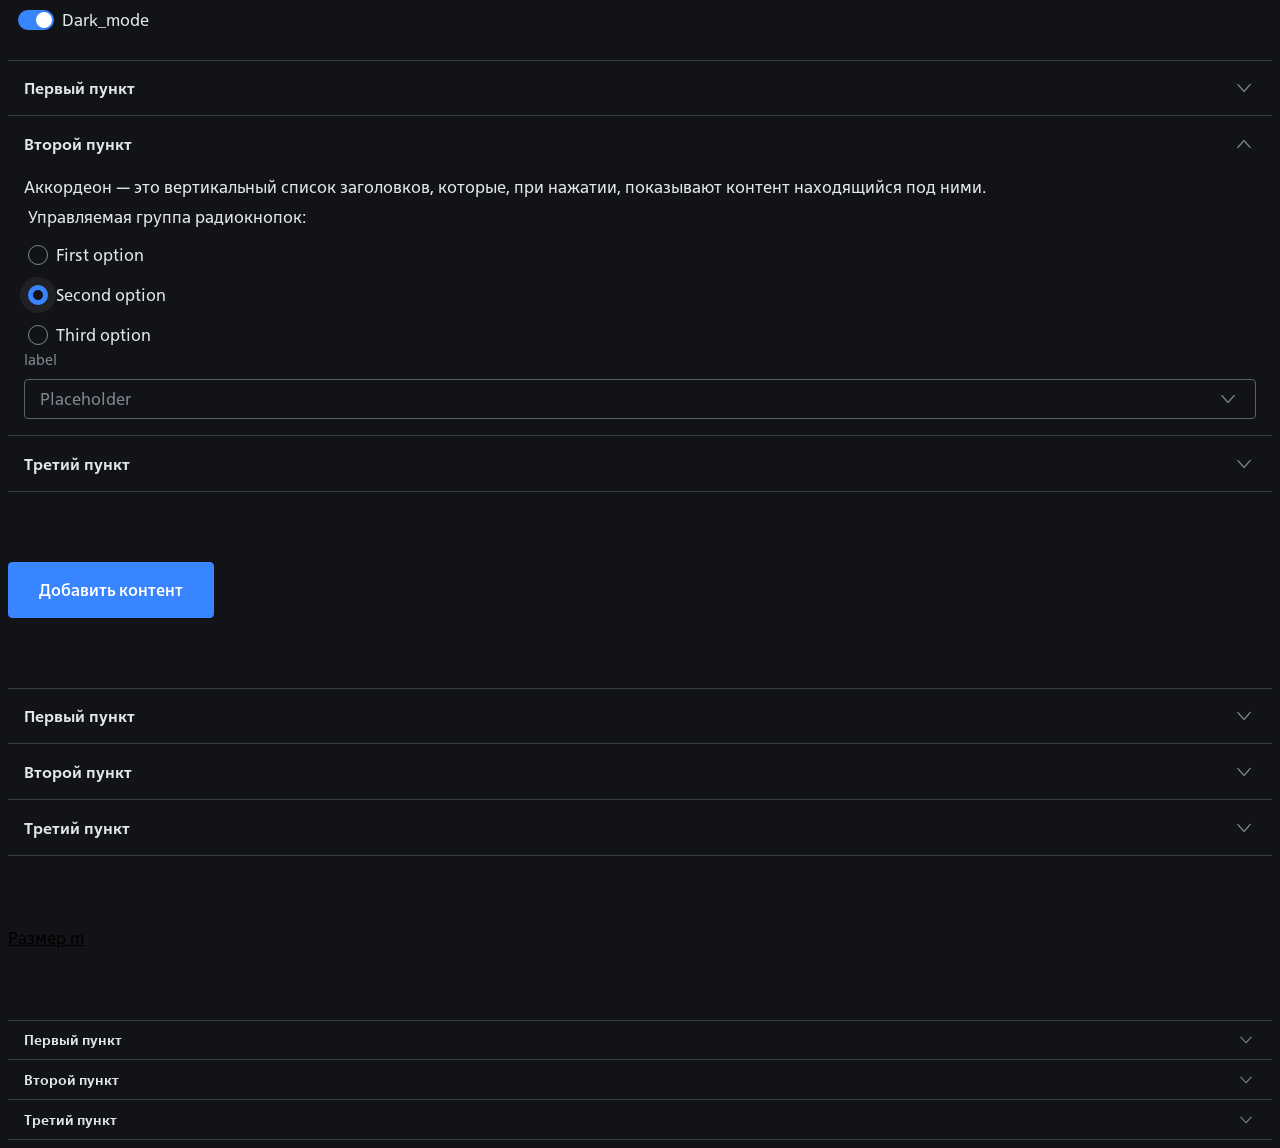 Dark_mode
Первый пункт
Второй пункт
Аккордеон — это вертикальный список заголовков, которые, при нажатии, показывают контент находящийся под ними.
Управляемая группа радиокнопок:
First option
Second option
Third option
label
Placeholder
Третий пункт
Добавить контент
Первый пункт
Второй пункт
Третий пункт
Размер m
Первый пункт
Второй пункт
Третий пункт